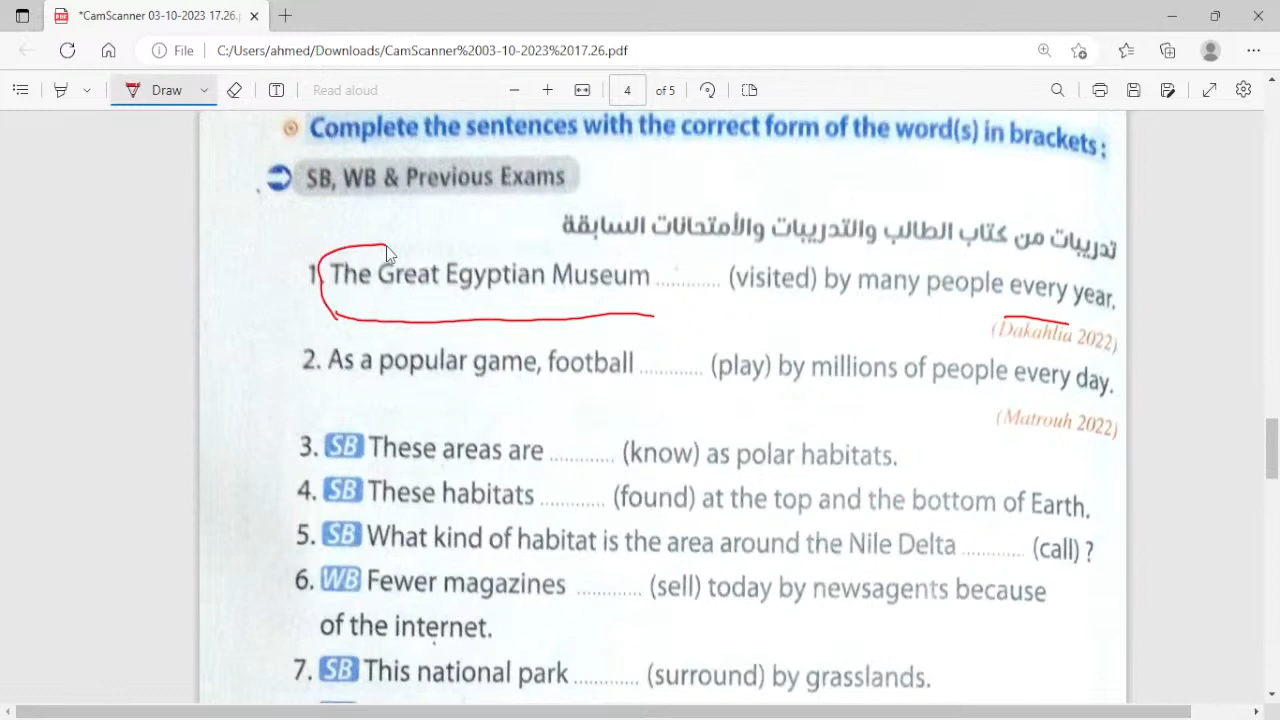 *CamScanner 03-10-2023 17.26.p
File
C:/Users/ahmed/Downloads/CamScanner%2003-10-2023%2017.26.pdf
Draw
Read aloud
4 of 5
Complete the sentences with the correct form of the word(s) in brackets :
SB, WB & Previous Exams
تدريبات من كتاب الطالب والتدريبات والأمتحانات السابقة
1. The Great Egyptian Museum ............ (visited) by many people every year.
(Dakahlia 2022)
2. As a popular game, football ............ (play) by millions of people every day.
(Matrouh 2022)
3. SB These areas are ............ (know) as polar habitats.
4. SB These habitats ............ (found) at the top and the bottom of Earth.
5. SB What kind of habitat is the area around the Nile Delta ............ (call) ?
6. WB Fewer magazines ............ (sell) today by newsagents because
of the internet.
7. SB This national park ............ (surround) by grasslands.